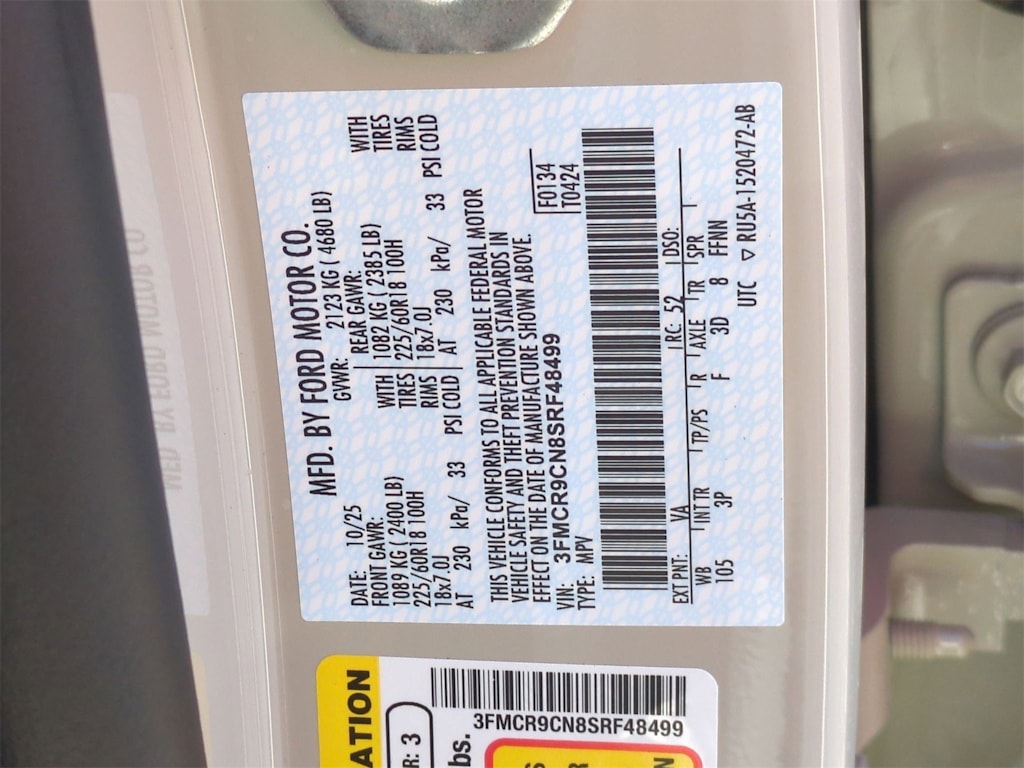 MFD. BY FORD MOTOR CO.
DATE: 10/25 GVWR: 2123 KG ( 4680 LB)
FRONT GAWR: REAR GAWR:
1089 KG ( 2400 LB) WITH 1082 KG ( 2385 LB) WITH
225/60R18 100H TIRES 225/60R18 100H TIRES
18x7.0J RIMS 18x7.0J RIMS
AT 230 kPa/ 33 PSI COLD AT 230 kPa/ 33 PSI COLD
THIS VEHICLE CONFORMS TO ALL APPLICABLE FEDERAL MOTOR
VEHICLE SAFETY AND THEFT PREVENTION STANDARDS IN
EFFECT ON THE DATE OF MANUFACTURE SHOWN ABOVE.
VIN: 3FMCR9CN8SRF48499 F0134
TYPE: MPV T0424
EXT PNT: VA RC: 52 DSO:
WB INTR TP/PS R AXLE TR SPR
105 3P F 3D 8 FFNN
UTC ▽ RU5A-1520472-AB
ATION
R: 3
lbs.
3FMCR9CN8SRF48499